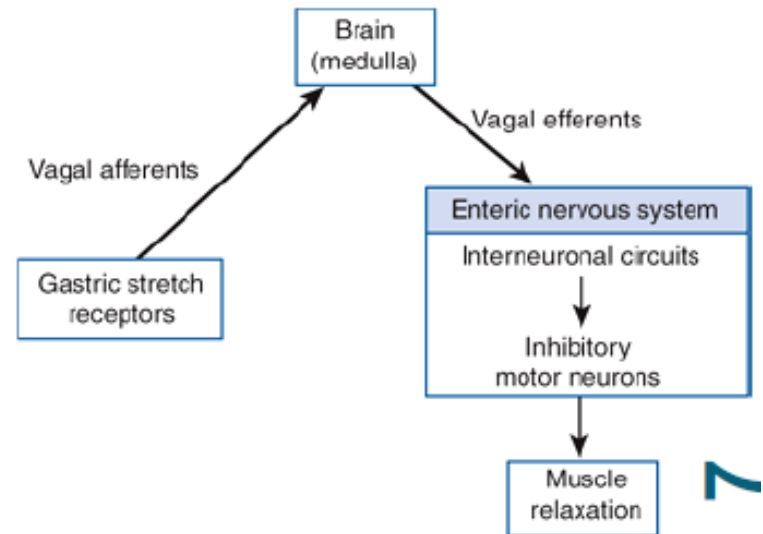 Brain
(medulla)
Vagal efferents
Vagal afferents
Enteric nervous system
Interneuronal circuits
Gastric stretch
receptors
Inhibitory
motor neurons
Muscle
relaxation